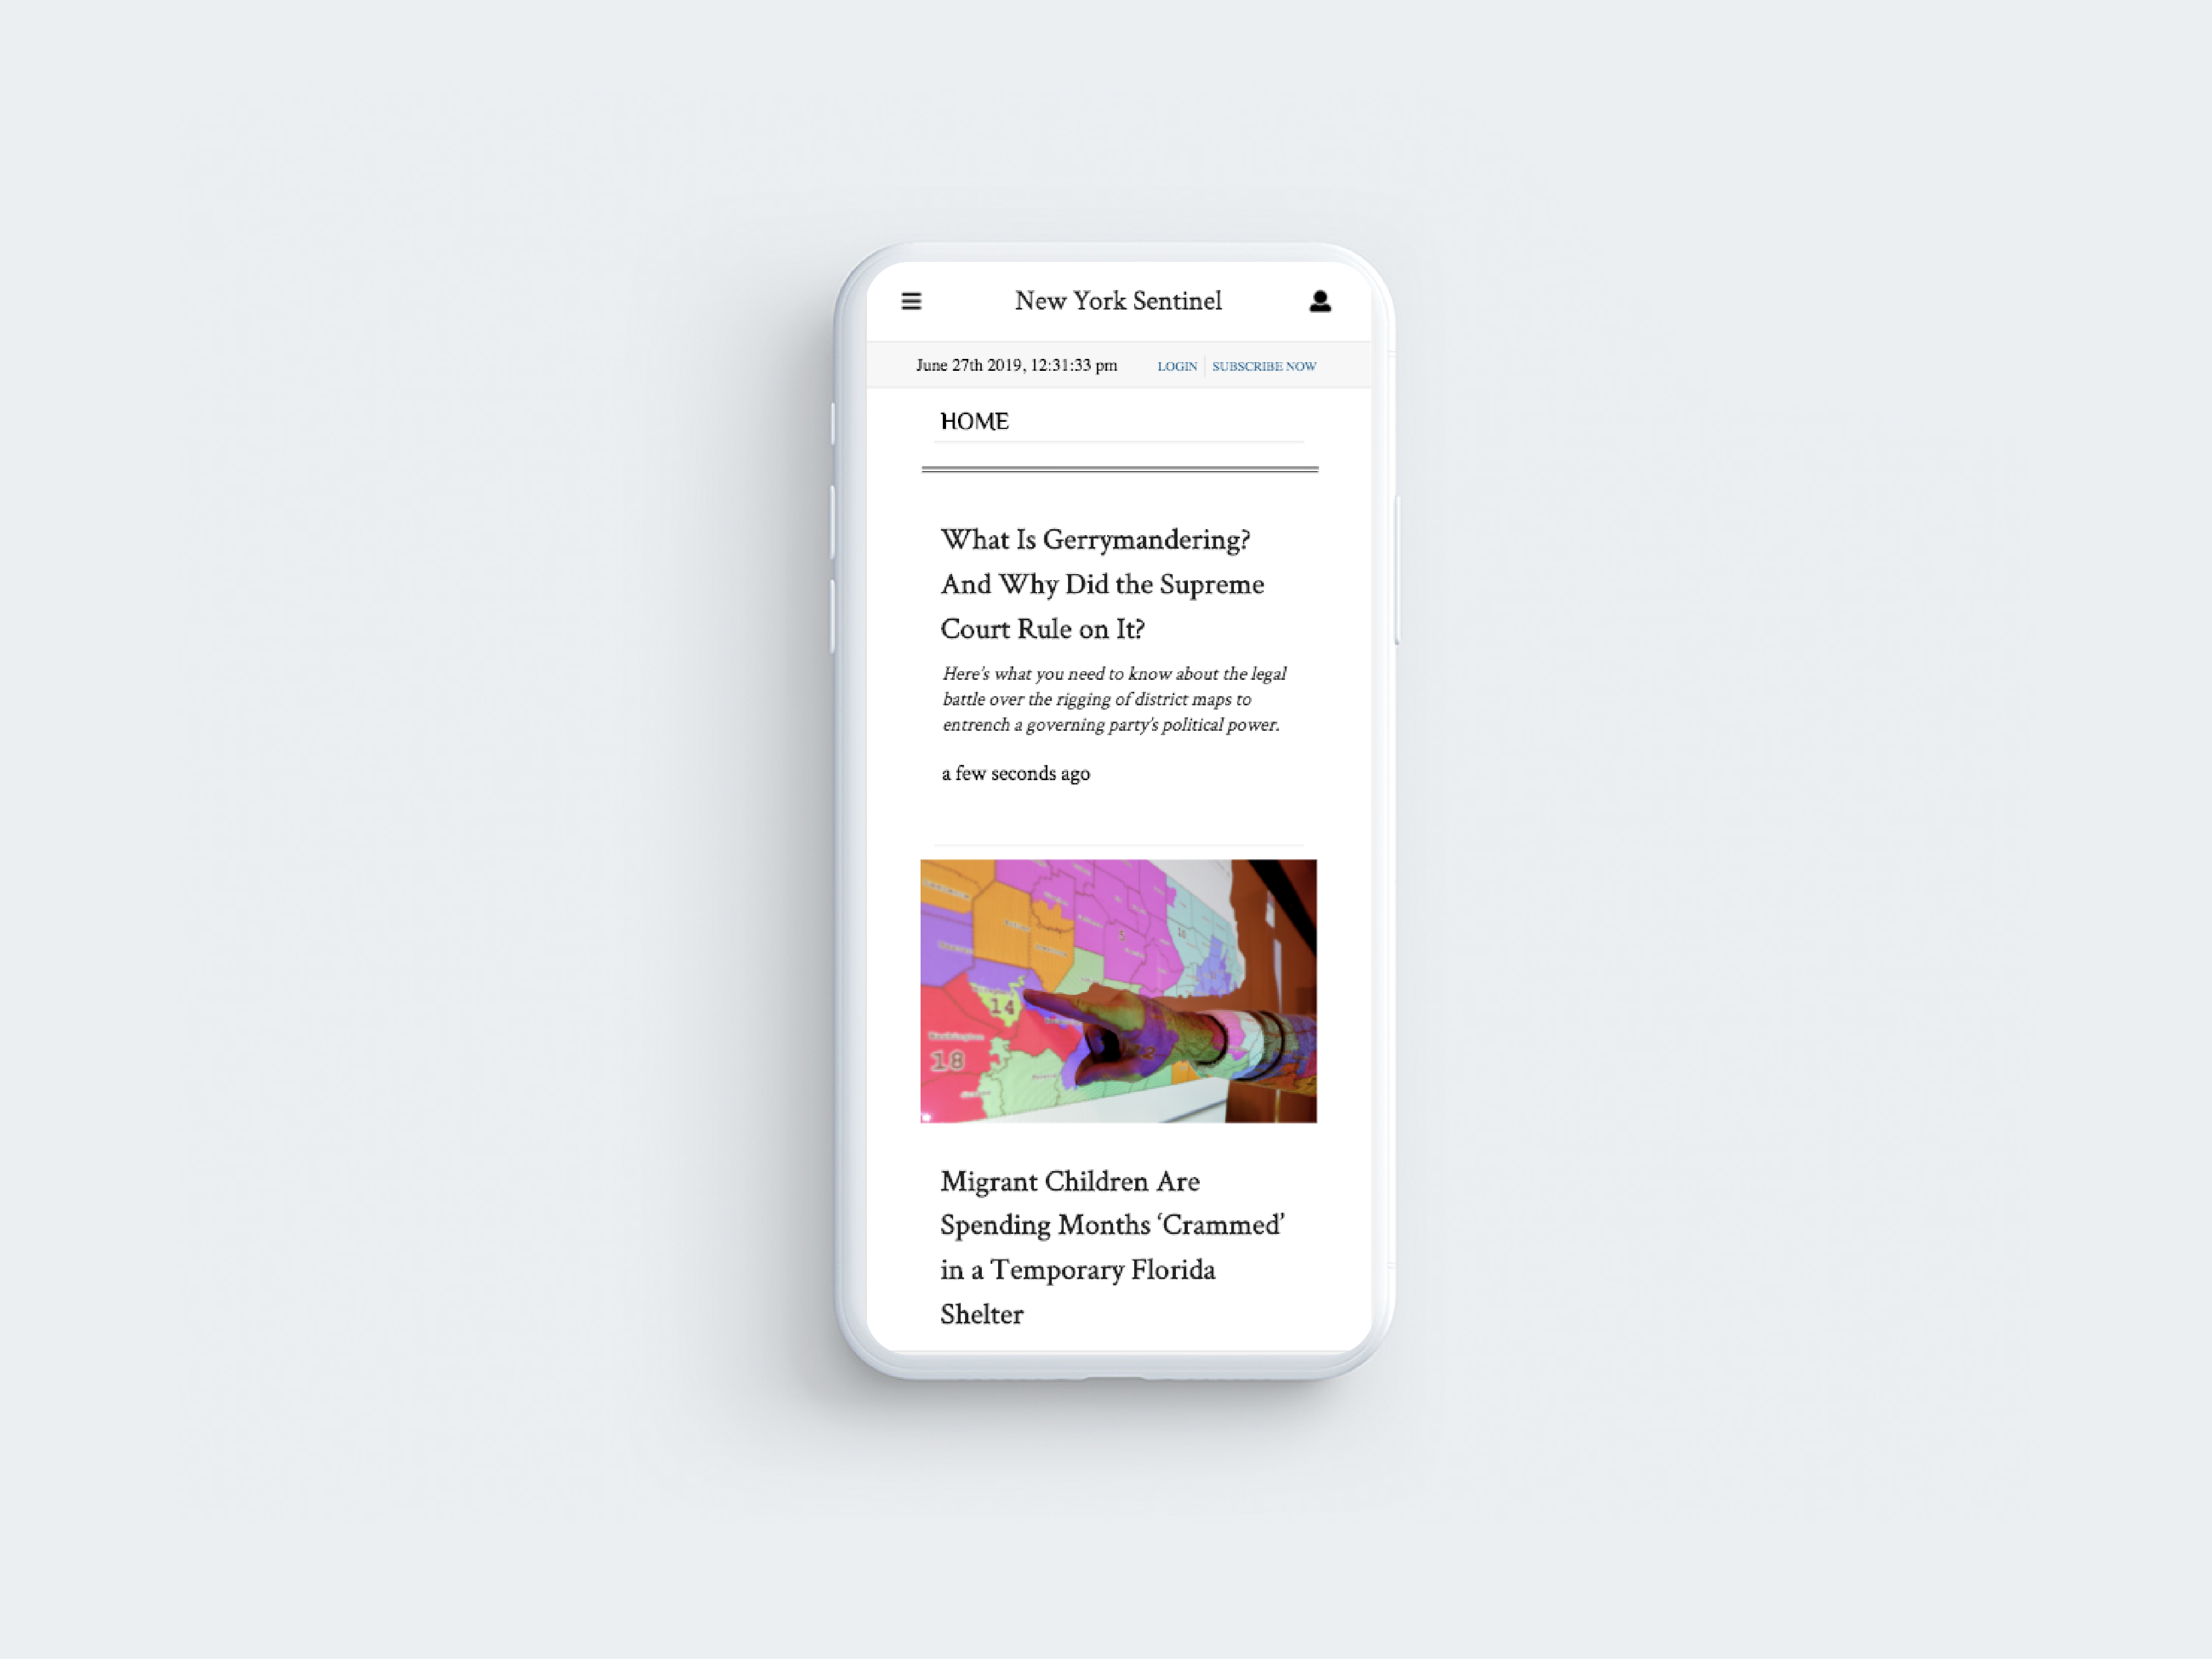 New York Sentinel
June 27th 2019, 12:31:33 pm LOGIN SUBSCRIBE NOW
HOME
What Is Gerrymandering?
And Why Did the Supreme
Court Rule on It?
Here's what you need to know about the legal
battle over the rigging of district maps to
entrench a governing party's political power.
a few seconds ago
5
14
18
Migrant Children Are
Spending Months ‘Crammed’
in a Temporary Florida
Shelter